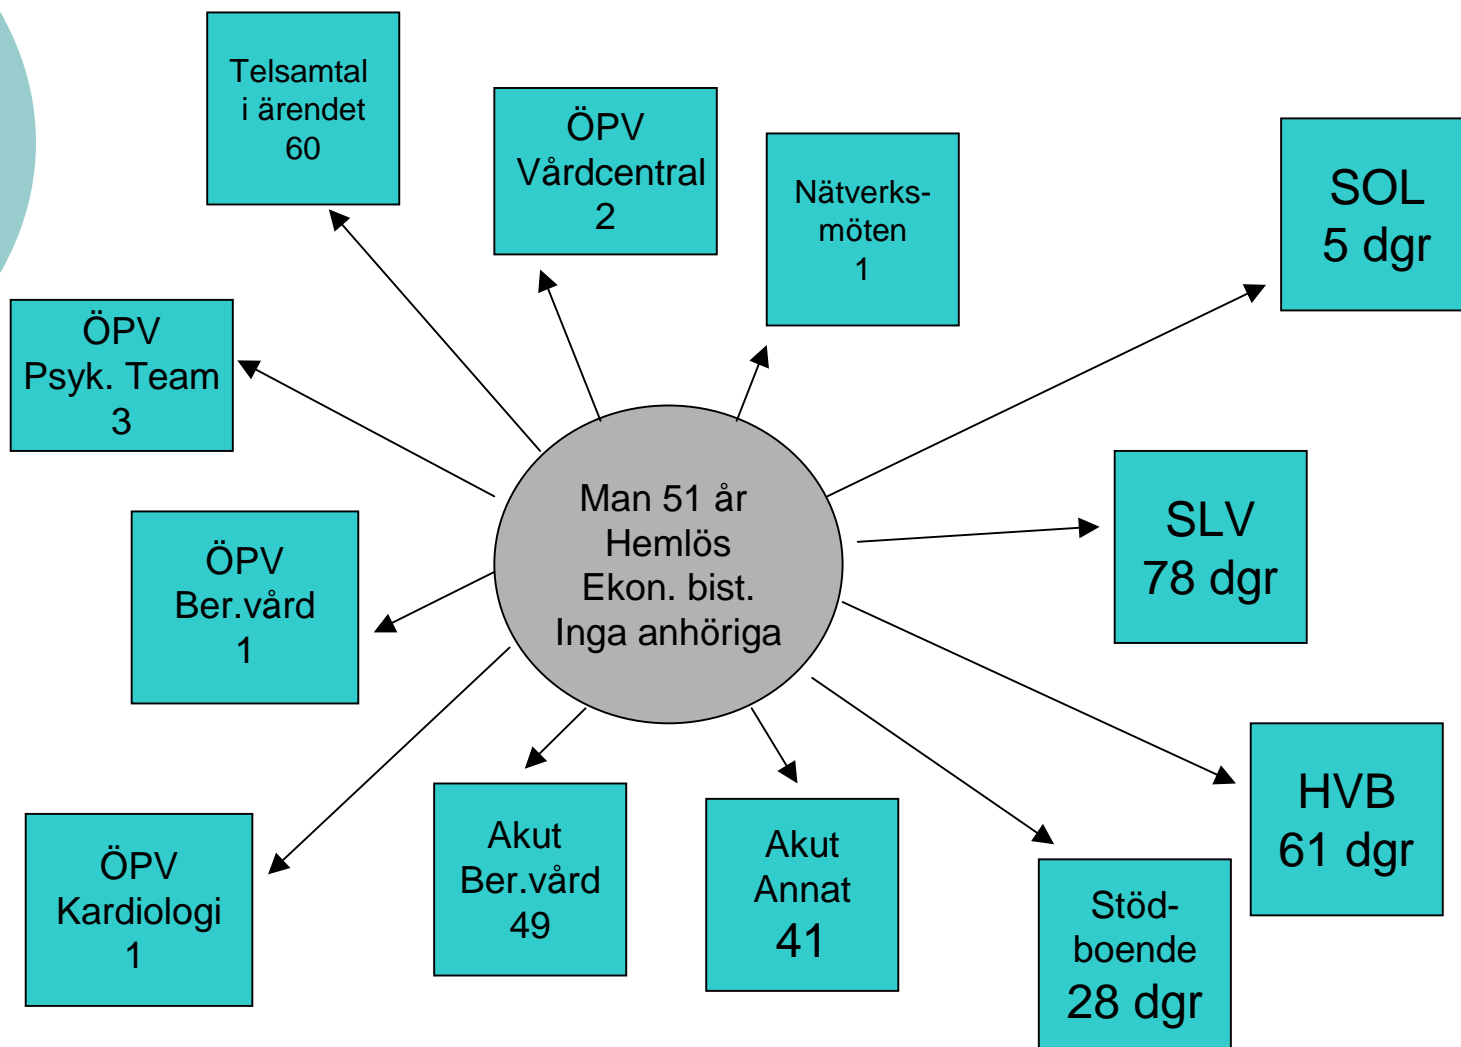 Telsamtal
i ärendet
60
ÖPV
Vårdcentral
2
Nätverks-
möten
1
SOL
5 dgr
ÖPV
Psyk. Team
3
Man 51 år
Hemlös
Ekon. bist.
Inga anhöriga
SLV
78 dgr
ÖPV
Ber.vård
1
HVB
61 dgr
ÖPV
Kardiologi
1
Akut
Ber.vård
49
Akut
Annat
41
Stöd-
boende
28 dgr